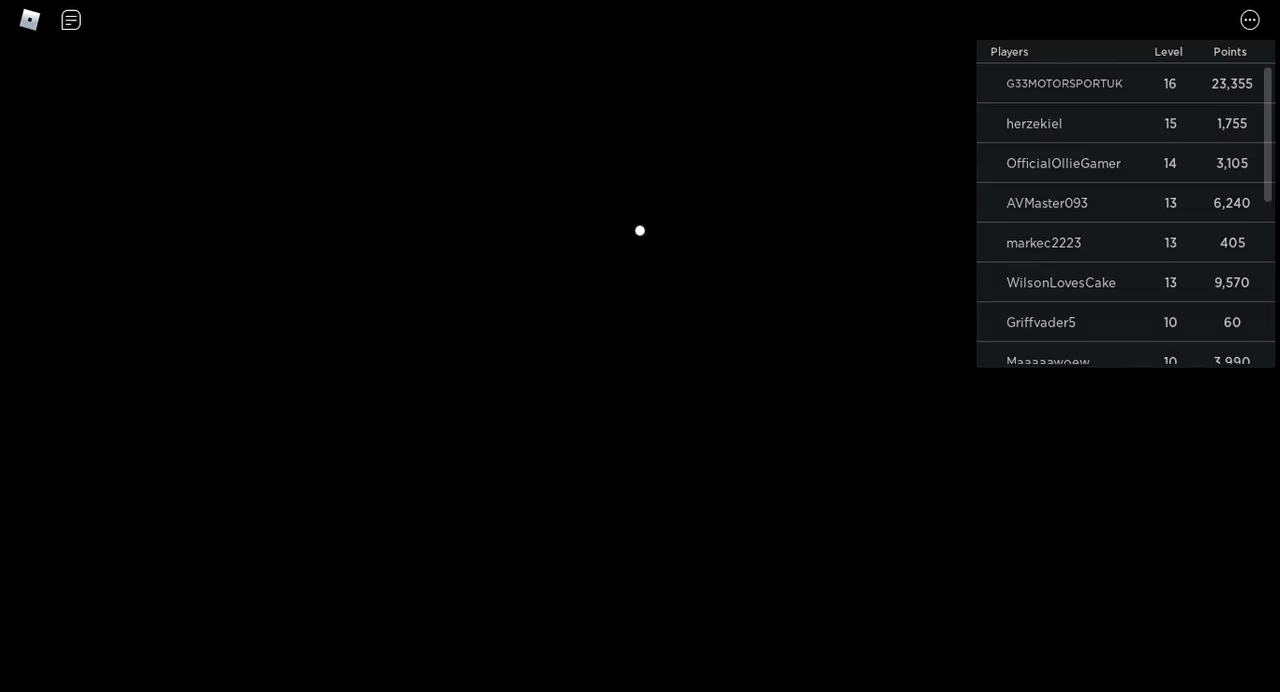 Players Level Points
G33MOTORSPORTUK 16 23,355
herzekiel 15 1,755
OfficialOllieGamer 14 3,105
AVMaster093 13 6,240
markec2223 13 405
WilsonLovesCake 13 9,570
Griffvader5 10 60
Maaaaawoew 10 3,990